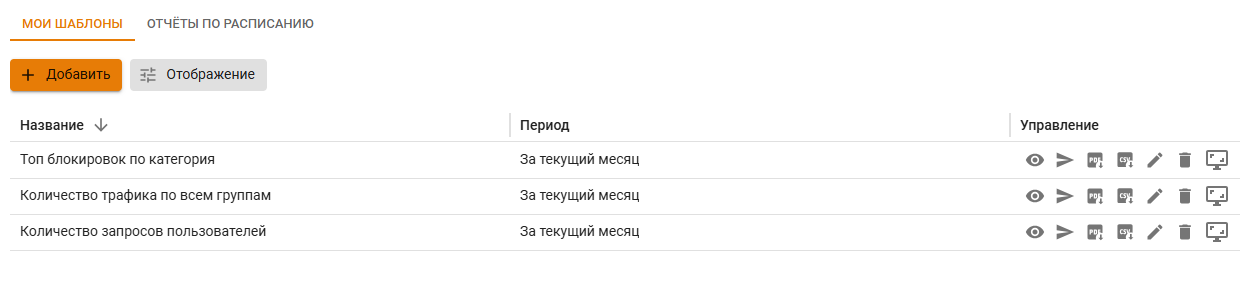 МОИ ШАБЛОНЫ ОТЧЁТЫ ПО РАСПИСАНИЮ
Добавить Отображение
Название Период Управление
Топ блокировок по категория За текущий месяц PDF CSV
Количество трафика по всем группам За текущий месяц PDF CSV
Количество запросов пользователей За текущий месяц PDF CSV